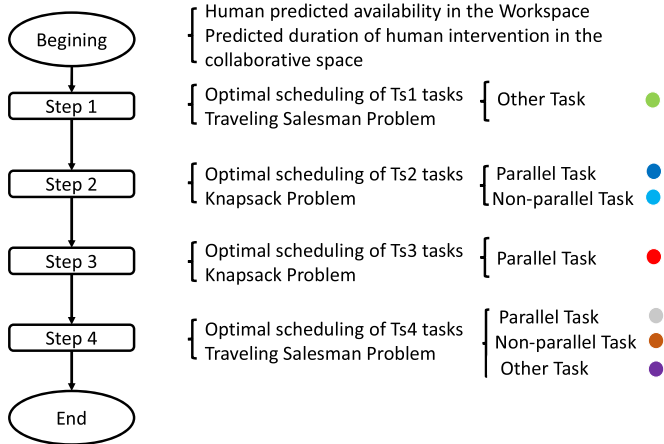 Begining
Human predicted availability in the Workspace
Predicted duration of human intervention in the
collaborative space
Step 1
Optimal scheduling of Ts1 tasks
Traveling Salesman Problem
Other Task
Step 2
Optimal scheduling of Ts2 tasks
Knapsack Problem
Parallel Task
Non-parallel Task
Step 3
Optimal scheduling of Ts3 tasks
Knapsack Problem
Parallel Task
Step 4
Optimal scheduling of Ts4 tasks
Traveling Salesman Problem
Parallel Task
Non-parallel Task
Other Task
End